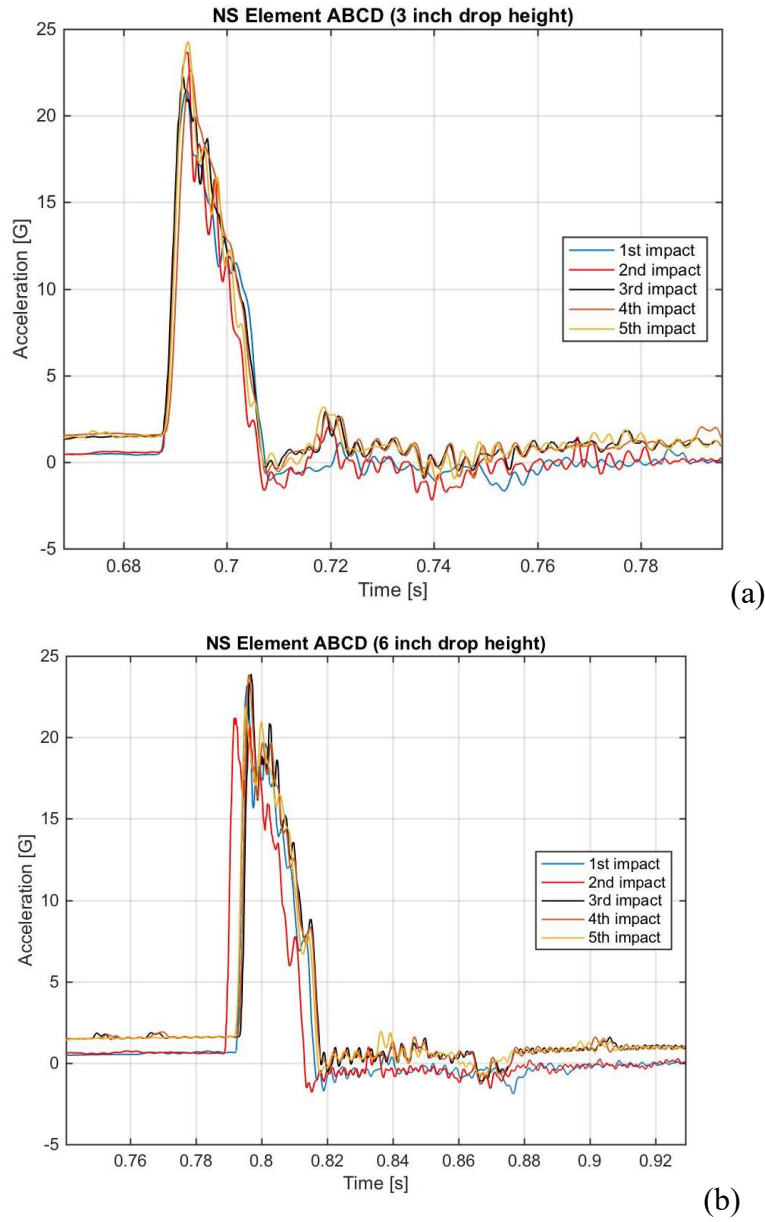 NS Element ABCD (3 inch drop height)
25
20
15
10
5
0
-5
Acceleration [G]
1st impact
2nd impact
3rd impact
4th impact
5th impact
0.68
0.7
0.72
0.74
0.76
0.78
Time [s]
(a)
NS Element ABCD (6 inch drop height)
25
20
15
10
5
0
-5
Acceleration [G]
1st impact
2nd impact
3rd impact
4th impact
5th impact
0.76
0.78
0.8
0.82
0.84
0.86
0.88
0.9
0.92
Time [s]
(b)